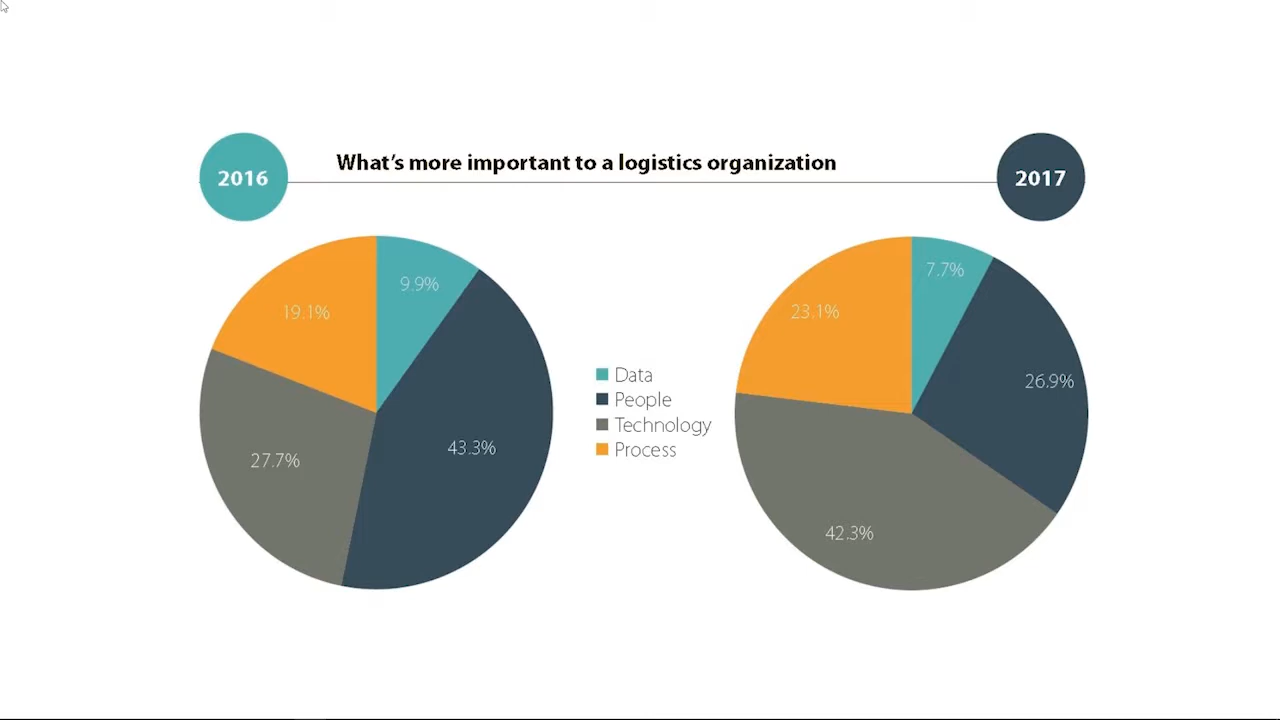 2016
What's more important to a logistics organization
2017
9.9%
19.1%
43.3%
27.7%
Data
People
Technology
Process
7.7%
23.1%
26.9%
42.3%